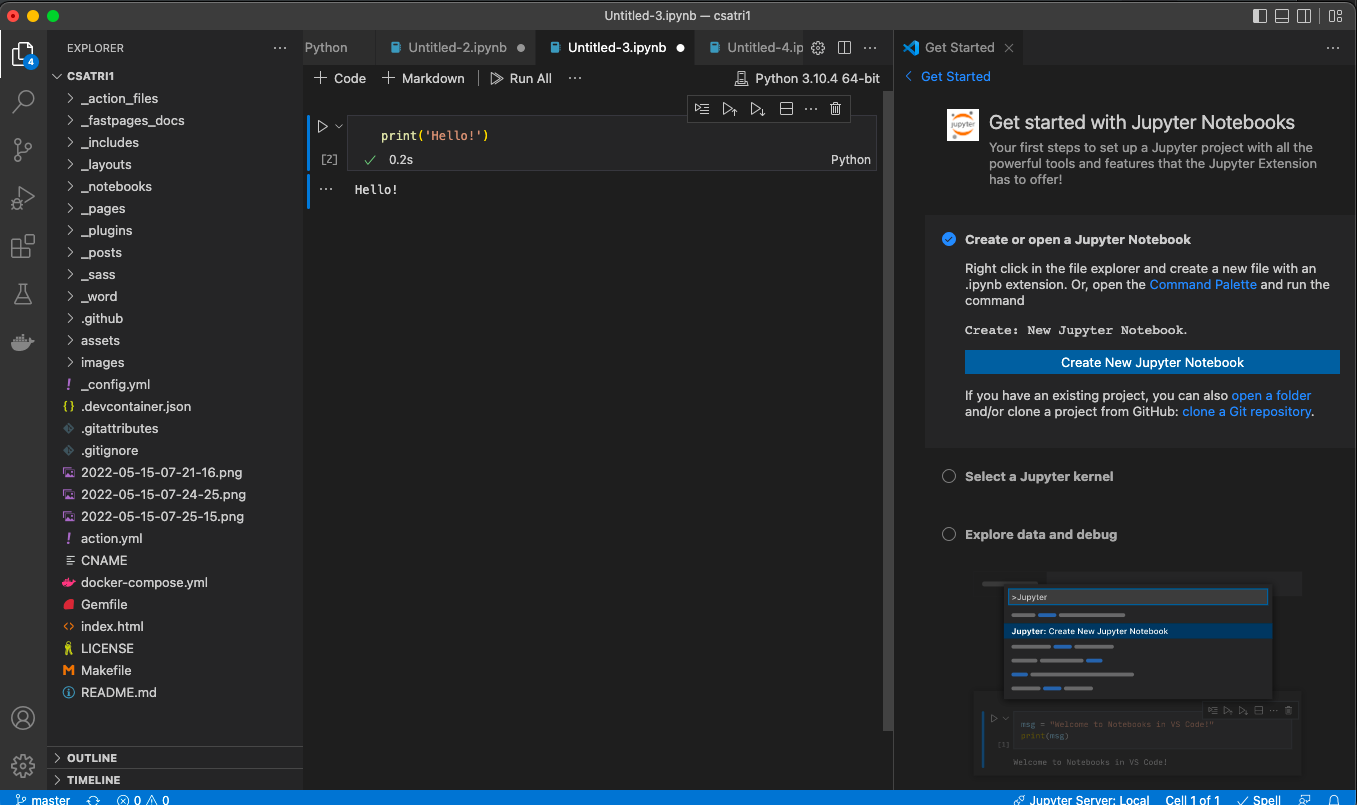 Untitled-3.ipynb — csatri1
4
EXPLORER
CSATRI1
_action_files
_fastpages_docs
_includes
_layouts
_notebooks
_pages
_plugins
_posts
_sass
_word
.github
assets
images
_config.yml
.devcontainer.json
.gitattributes
.gitignore
2022-05-15-07-21-16.png
2022-05-15-07-24-25.png
2022-05-15-07-25-15.png
action.yml
CNAME
docker-compose.yml
Gemfile
index.html
LICENSE
Makefile
README.md
OUTLINE
TIMELINE
Python
Untitled-2.ipynb
Untitled-3.ipynb
Untitled-4.ip
Code
Markdown
Run All
Python 3.10.4 64-bit
print('Hello!')
[2]
0.2s
Python
Hello!
Get Started
Get Started
jupyter
Get started with Jupyter Notebooks
Your first steps to set up a Jupyter project with all the
powerful tools and features that the Jupyter Extension
has to offer!
Create or open a Jupyter Notebook
Right click in the file explorer and create a new file with an
.ipynb extension. Or, open the Command Palette and run the
command
Create: New Jupyter Notebook.
Create New Jupyter Notebook
If you have an existing project, you can also open a folder
and/or clone a project from GitHub: clone a Git repository.
Select a Jupyter kernel
Explore data and debug
>Jupyter
Jupyter: Create New Jupyter Notebook
msg = "Welcome to Notebooks in VS Code!"
print(msg)
[1]
Welcome to Notebooks in VS Code!
master
0
0
Jupyter Server: Local
Cell 1 of 1
Spell